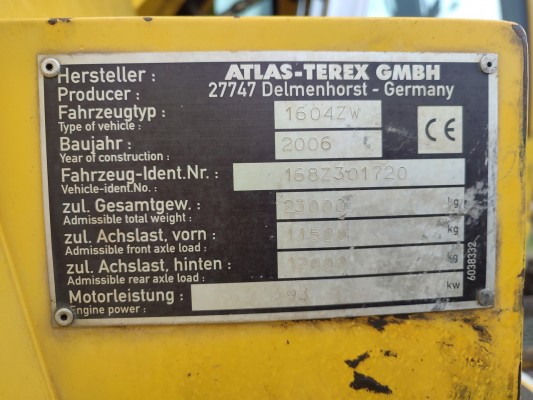 Hersteller : ATLAS-TEREX GMBH
Producer : 27747 Delmenhorst - Germany
Fahrzeugtyp : 1604ZW
Type of vehicle :
Baujahr : 2006
Year of construction :
Fahrzeug-Ident.Nr. : 168Z301720
Vehicle-ident.No. :
zul. Gesamtgew. : 23000 kg
Admissible total weight :
zul. Achslast, vorn : kg
Admissible front axle load :
zul. Achslast, hinten : kg
Admissible rear axle load :
Motorleistung : kw
Engine power :
CE
6038332